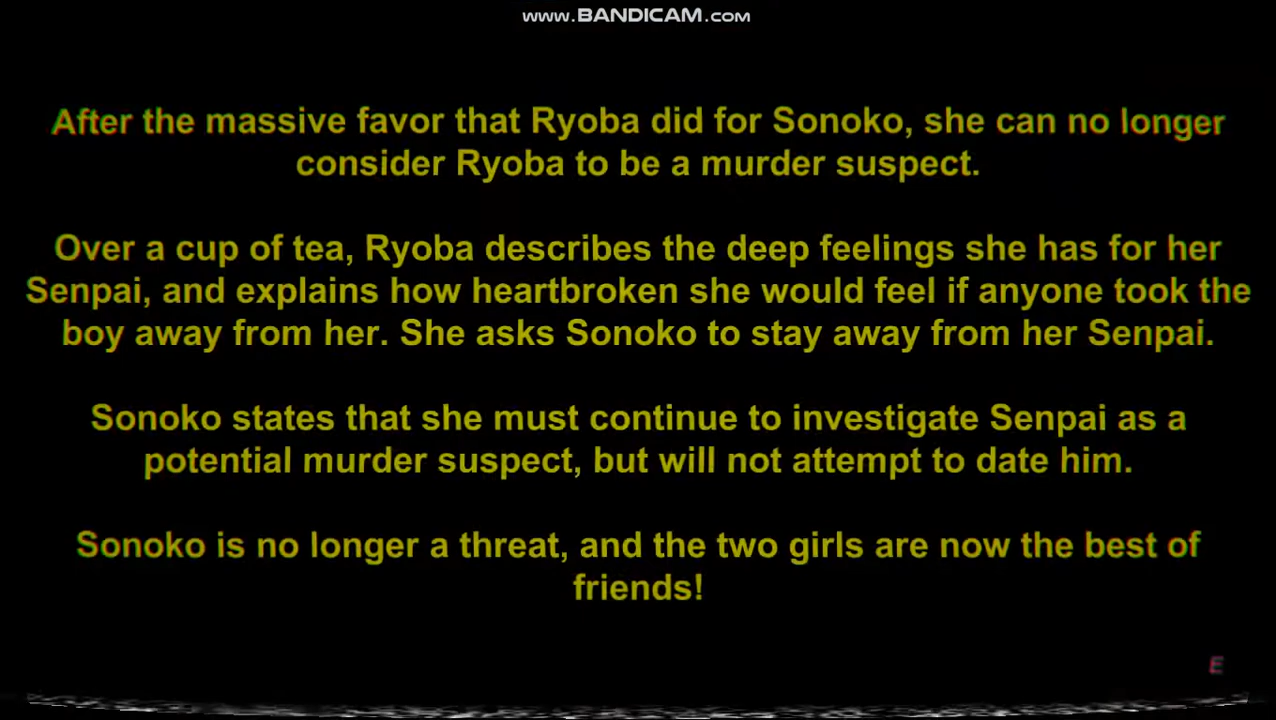 www.BANDICAM.com
After the massive favor that Ryoba did for Sonoko, she can no longer
consider Ryoba to be a murder suspect.
Over a cup of tea, Ryoba describes the deep feelings she has for her
Senpai, and explains how heartbroken she would feel if anyone took the
boy away from her. She asks Sonoko to stay away from her Senpai.
Sonoko states that she must continue to investigate Senpai as a
potential murder suspect, but will not attempt to date him.
Sonoko is no longer a threat, and the two girls are now the best of
friends!
E